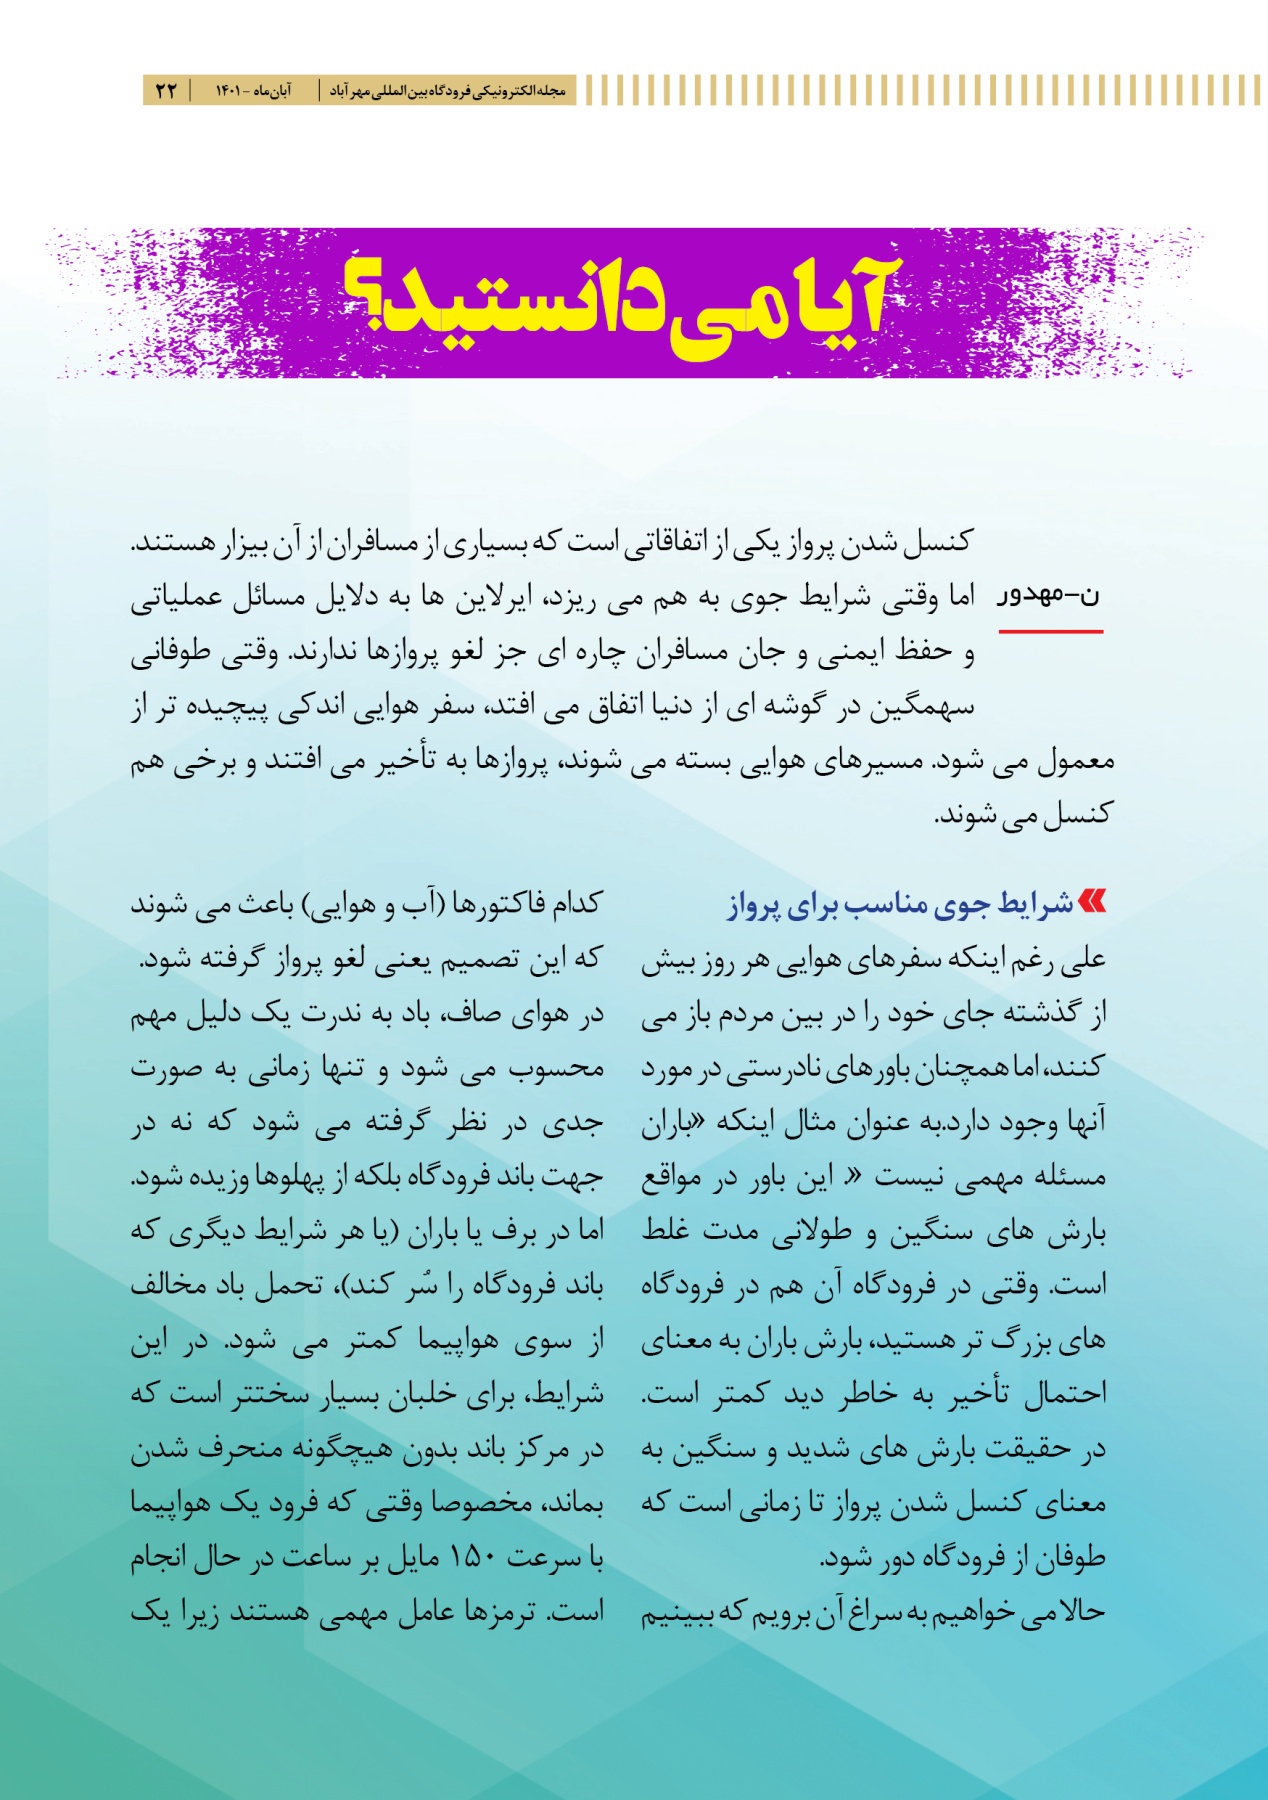 مجله الکترونیکی فرودگاه بین المللی مهرآباد | آبان‌ماه - ۱۴۰۱ | ۲۲
آیا می‌دانستید؟
ن-مهدور
کنسل شدن پرواز یکی از اتفاقاتی است که بسیاری از مسافران از آن بیزار هستند.
اما وقتی شرایط جوی به هم می ریزد، ایرلاین ها به دلایل مسائل عملیاتی
و حفظ ایمنی و جان مسافران چاره ای جز لغو پروازها ندارند. وقتی طوفانی
سهمگین در گوشه ای از دنیا اتفاق می افتد، سفر هوایی اندکی پیچیده تر از
معمول می شود. مسیرهای هوایی بسته می شوند، پروازها به تأخیر می افتند و برخی هم
کنسل می شوند.
» شرایط جوی مناسب برای پرواز
علی رغم اینکه سفرهای هوایی هر روز بیش
از گذشته جای خود را در بین مردم باز می
کنند، اما همچنان باورهای نادرستی در مورد
آنها وجود دارد.به عنوان مثال اینکه «باران
مسئله مهمی نیست «. این باور در مواقع
بارش های سنگین و طولانی مدت غلط
است. وقتی در فرودگاه آن هم در فرودگاه
های بزرگ تر هستید، بارش باران به معنای
احتمال تأخیر به خاطر دید کمتر است.
در حقیقت بارش های شدید و سنگین به
معنای کنسل شدن پرواز تا زمانی است که
طوفان از فرودگاه دور شود.
حالا می خواهیم به سراغ آن برویم که ببینیم
کدام فاکتورها (آب و هوایی) باعث می شوند
که این تصمیم یعنی لغو پرواز گرفته شود.
در هوای صاف، باد به ندرت یک دلیل مهم
محسوب می شود و تنها زمانی به صورت
جدی در نظر گرفته می شود که نه در
جهت باند فرودگاه بلکه از پهلوها وزیده شود.
اما در برف یا باران (یا هر شرایط دیگری که
باند فرودگاه را سُر کند)، تحمل باد مخالف
از سوی هواپیما کمتر می شود. در این
شرایط، برای خلبان بسیار سختتر است که
در مرکز باند بدون هیچگونه منحرف شدن
بماند، مخصوصا وقتی که فرود یک هواپیما
با سرعت ۱۵۰ مایل بر ساعت در حال انجام
است. ترمزها عامل مهمی هستند زیرا یک